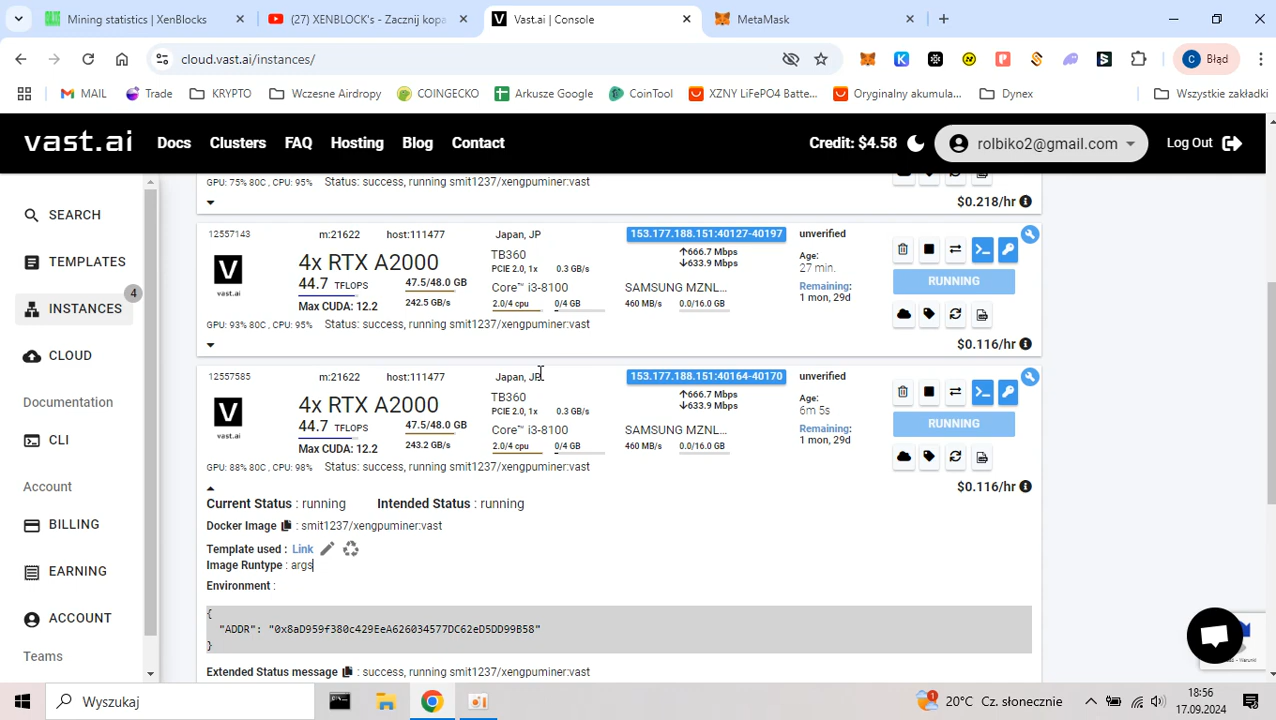 Mining statistics | XenBlocks
(27) XENBLOCK's - Zacznij kopa
Vast.ai | Console
MetaMask
cloud.vast.ai/instances/
Błąd
MAIL
Trade
KRYPTO
Wczesne Airdropy
COINGECKO
Arkusze Google
CoinTool
XZNY LiFePO4 Batte...
Oryginalny akumula...
Dynex
Wszystkie zakładki
vast.ai
Docs
Clusters
FAQ
Hosting
Blog
Contact
Credit: $4.58
rolbiko2@gmail.com
Log Out
SEARCH
TEMPLATES
INSTANCES
4
CLOUD
Documentation
CLI
Account
BILLING
EARNING
ACCOUNT
Teams
GPU: 75% 80C, CPU: 95% Status: success, running smit1237/xengpuminer:vast
$0.218/hr
12557143 m:21622 host:111477 Japan, JP 153.177.188.151:40127-40197 unverified
vast.ai
4x RTX A2000
44.7 TFLOPS 47.5/48.0 GB
Max CUDA: 12.2 242.5 GB/s
TB360
PCIE 2.0, 1x 0.3 GB/s
Core™ i3-8100
2.0/4 cpu 0/4 GB
↑666.7 Mbps
↓633.9 Mbps
SAMSUNG MZNL...
460 MB/s 0.0/16.0 GB
Age:
27 min.
Remaining:
1 mon, 29d
RUNNING
GPU: 93% 80C, CPU: 95% Status: success, running smit1237/xengpuminer:vast
$0.116/hr
12557585 m:21622 host:111477 Japan, JP 153.177.188.151:40164-40170 unverified
vast.ai
4x RTX A2000
44.7 TFLOPS 47.5/48.0 GB
Max CUDA: 12.2 243.2 GB/s
TB360
PCIE 2.0, 1x 0.3 GB/s
Core™ i3-8100
2.0/4 cpu 0/4 GB
↑666.7 Mbps
↓633.9 Mbps
SAMSUNG MZNL...
460 MB/s 0.0/16.0 GB
Age:
6m 5s
Remaining:
1 mon, 29d
RUNNING
GPU: 88% 80C, CPU: 98% Status: success, running smit1237/xengpuminer:vast
$0.116/hr
Current Status : running Intended Status : running
Docker Image : smit1237/xengpuminer:vast
Template used : Link
Image Runtype : args
Environment :
{
"ADDR": "0x8aD959f380c429EeA626034577DC62eD5DD99B58"
}
Extended Status message : success, running smit1237/xengpuminer:vast
Wyszukaj
1
20°C Cz. słonecznie
18:56
17.09.2024